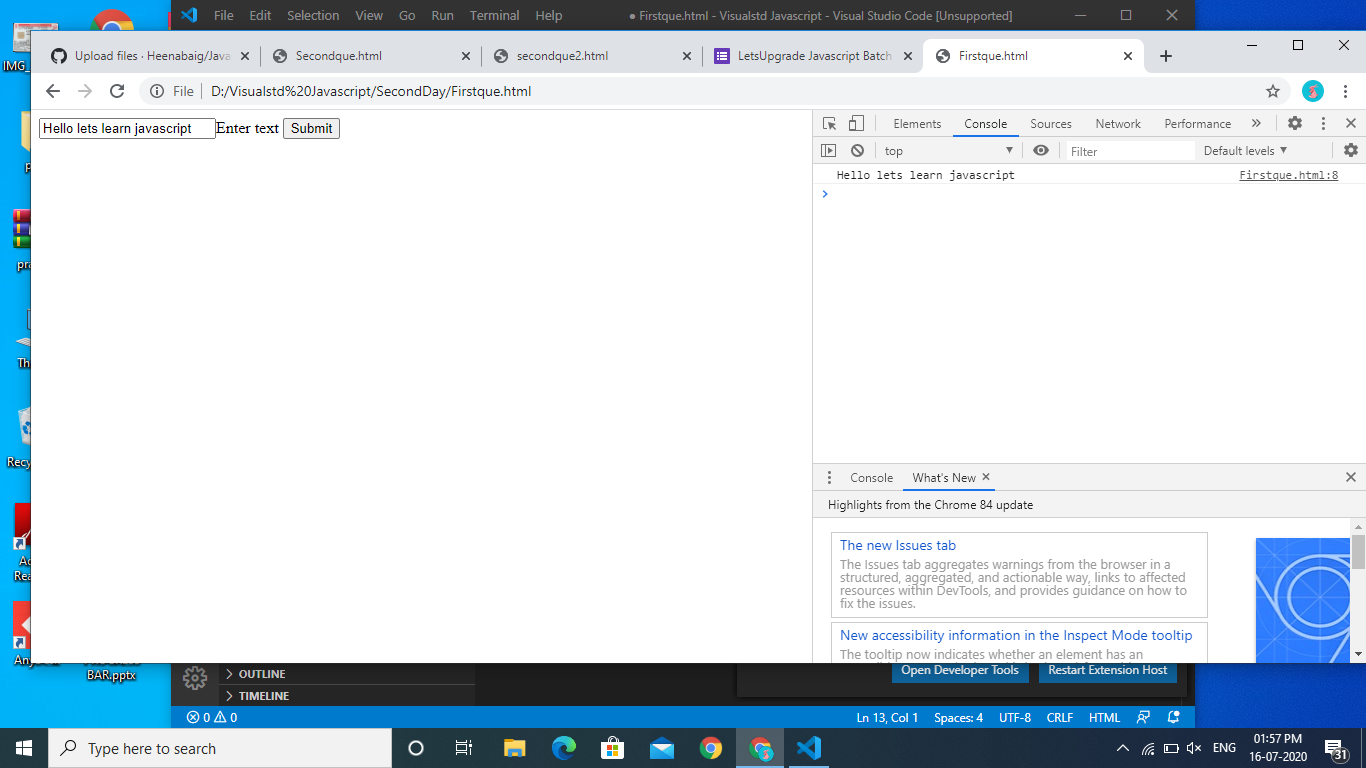 File Edit Selection View Go Run Terminal Help ● Firstque.html - Visualstd Javascript - Visual Studio Code [Unsupported]
IMG_
Upload files · Heenabaig/Java Secondque.html secondque2.html LetsUpgrade Javascript Batch Firstque.html
File D:/Visualstd%20Javascript/SecondDay/Firstque.html
Hello lets learn javascript Enter text Submit
Elements Console Sources Network Performance »
top Filter Default levels
Hello lets learn javascript Firstque.html:8
Console What's New
Highlights from the Chrome 84 update
The new Issues tab
The Issues tab aggregates warnings from the browser in a
structured, aggregated, and actionable way, links to affected
resources within DevTools, and provides guidance on how to
fix the issues.
New accessibility information in the Inspect Mode tooltip
The tooltip now indicates whether an element has an
BAR.pptx
OUTLINE
TIMELINE
Open Developer Tools Restart Extension Host
0 0 Ln 13, Col 1 Spaces: 4 UTF-8 CRLF HTML
Type here to search
ENG 01:57 PM
16-07-2020 31